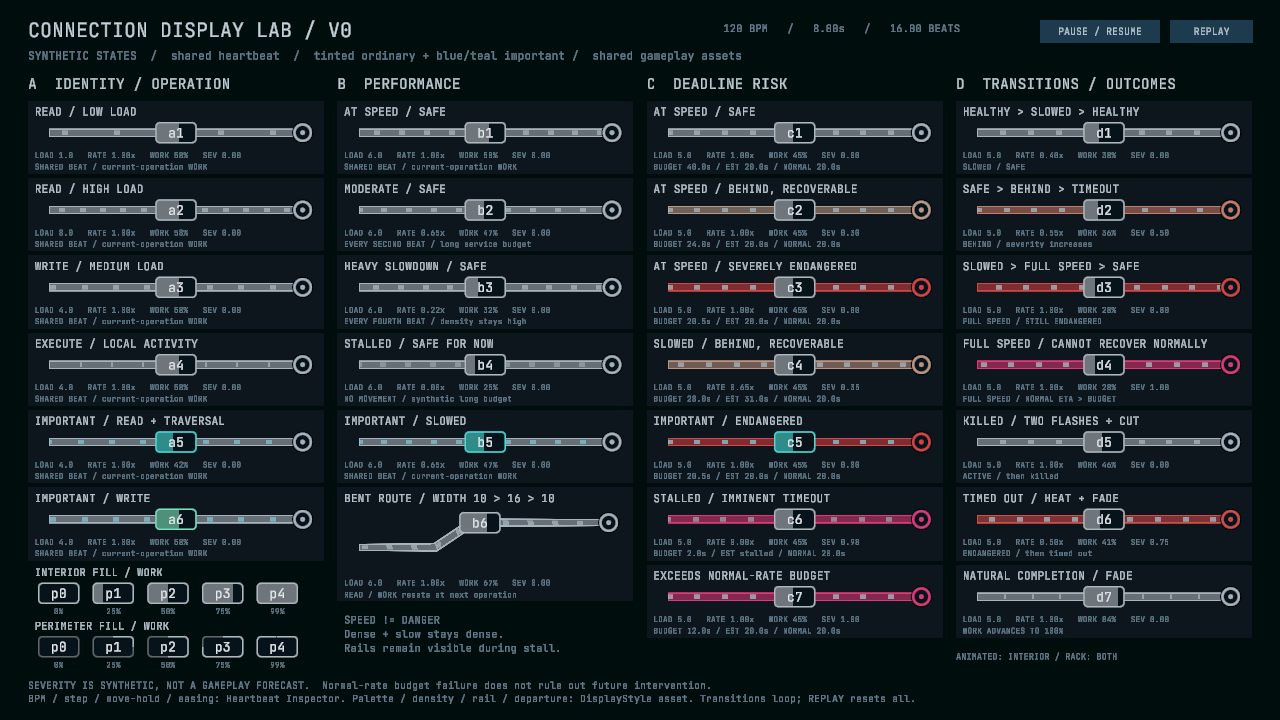 CONNECTION DISPLAY LAB / V0
120 BPM / 8.00s / 16.00 BEATS
PAUSE / RESUME
REPLAY
SYNTHETIC STATES / shared heartbeat / tinted ordinary + blue/teal important / shared gameplay assets
A IDENTITY / OPERATION
READ / LOW LOAD
a1
LOAD 1.0 RATE 1.00x WORK 58% SEV 0.00
SHARED BEAT / current-operation WORK
READ / HIGH LOAD
a2
LOAD 8.0 RATE 1.00x WORK 58% SEV 0.00
SHARED BEAT / current-operation WORK
WRITE / MEDIUM LOAD
a3
LOAD 4.0 RATE 1.00x WORK 58% SEV 0.00
SHARED BEAT / current-operation WORK
EXECUTE / LOCAL ACTIVITY
a4
LOAD 4.0 RATE 1.00x WORK 58% SEV 0.00
SHARED BEAT / current-operation WORK
IMPORTANT / READ + TRAVERSAL
a5
LOAD 4.0 RATE 1.00x WORK 42% SEV 0.00
SHARED BEAT / current-operation WORK
IMPORTANT / WRITE
a6
LOAD 4.0 RATE 1.00x WORK 58% SEV 0.00
SHARED BEAT / current-operation WORK
INTERIOR FILL / WORK
p0 p1 p2 p3 p4
0% 25% 50% 75% 99%
PERIMETER FILL / WORK
p0 p1 p2 p3 p4
0% 25% 50% 75% 99%
B PERFORMANCE
AT SPEED / SAFE
b1
LOAD 6.0 RATE 1.00x WORK 58% SEV 0.00
SHARED BEAT / current-operation WORK
MODERATE / SAFE
b2
LOAD 6.0 RATE 0.65x WORK 47% SEV 0.00
EVERY SECOND BEAT / long service budget
HEAVY SLOWDOWN / SAFE
b3
LOAD 6.0 RATE 0.22x WORK 32% SEV 0.00
EVERY FOURTH BEAT / density stays high
STALLED / SAFE FOR NOW
b4
LOAD 6.0 RATE 0.00x WORK 25% SEV 0.00
NO MOVEMENT / synthetic long budget
IMPORTANT / SLOWED
b5
LOAD 6.0 RATE 0.65x WORK 47% SEV 0.00
SHARED BEAT / current-operation WORK
BENT ROUTE / WIDTH 10 > 16 > 10
b6
LOAD 6.0 RATE 1.00x WORK 67% SEV 0.00
READ / WORK resets at next operation
SPEED != DANGER
Dense + slow stays dense.
Rails remain visible during stall.
C DEADLINE RISK
AT SPEED / SAFE
c1
LOAD 5.0 RATE 1.00x WORK 45% SEV 0.00
BUDGET 40.0s / EST 20.0s / NORMAL 20.0s
AT SPEED / BEHIND, RECOVERABLE
c2
LOAD 5.0 RATE 1.00x WORK 45% SEV 0.30
BUDGET 24.0s / EST 20.0s / NORMAL 20.0s
AT SPEED / SEVERELY ENDANGERED
c3
LOAD 5.0 RATE 1.00x WORK 45% SEV 0.80
BUDGET 20.5s / EST 20.0s / NORMAL 20.0s
SLOWED / BEHIND, RECOVERABLE
c4
LOAD 5.0 RATE 0.65x WORK 45% SEV 0.35
BUDGET 28.0s / EST 31.0s / NORMAL 20.0s
IMPORTANT / ENDANGERED
c5
LOAD 5.0 RATE 1.00x WORK 45% SEV 0.80
BUDGET 20.5s / EST 20.0s / NORMAL 20.0s
STALLED / IMMINENT TIMEOUT
c6
LOAD 5.0 RATE 0.00x WORK 45% SEV 0.98
BUDGET 2.0s / EST stalled / NORMAL 20.0s
EXCEEDS NORMAL-RATE BUDGET
c7
LOAD 5.0 RATE 1.00x WORK 45% SEV 1.00
BUDGET 12.0s / EST 20.0s / NORMAL 20.0s
D TRANSITIONS / OUTCOMES
HEALTHY > SLOWED > HEALTHY
d1
LOAD 5.0 RATE 0.40x WORK 38% SEV 0.00
SLOWED / SAFE
SAFE > BEHIND > TIMEOUT
d2
LOAD 5.0 RATE 0.55x WORK 36% SEV 0.50
BEHIND / severity increases
SLOWED > FULL SPEED > SAFE
d3
LOAD 5.0 RATE 1.00x WORK 28% SEV 0.80
FULL SPEED / STILL ENDANGERED
FULL SPEED / CANNOT RECOVER NORMALLY
d4
LOAD 5.0 RATE 1.00x WORK 28% SEV 1.00
FULL SPEED / NORMAL ETA > BUDGET
KILLED / TWO FLASHES + CUT
d5
LOAD 5.0 RATE 1.00x WORK 46% SEV 0.00
ACTIVE / then killed
TIMED OUT / HEAT + FADE
d6
LOAD 5.0 RATE 0.50x WORK 41% SEV 0.75
ENDANGERED / then timed out
NATURAL COMPLETION / FADE
d7
LOAD 5.0 RATE 1.00x WORK 84% SEV 0.00
WORK ADVANCES TO 100%
ANIMATED: INTERIOR / RACK: BOTH
SEVERITY IS SYNTHETIC, NOT A GAMEPLAY FORECAST. Normal-rate budget failure does not rule out future intervention.
BPM / step / move-hold / easing: Heartbeat Inspector. Palette / density / rail / departure: DisplayStyle asset. Transitions loop; REPLAY resets all.